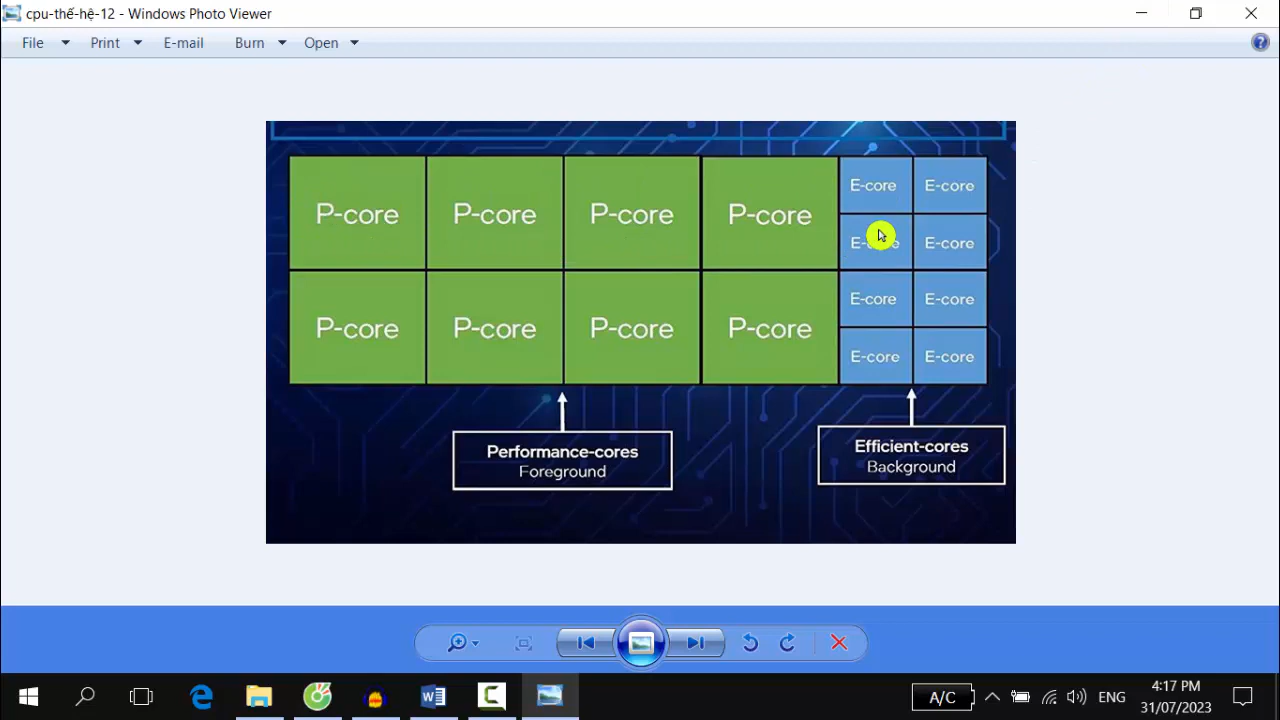 cpu-thế-hệ-12 - Windows Photo Viewer
File Print E-mail Burn Open
P-core P-core P-core P-core
E-core E-core
E-core
P-core P-core P-core P-core
E-core E-core
E-core E-core
Performance-cores
Foreground
Efficient-cores
Background
A/C ENG
4:17 PM
31/07/2023